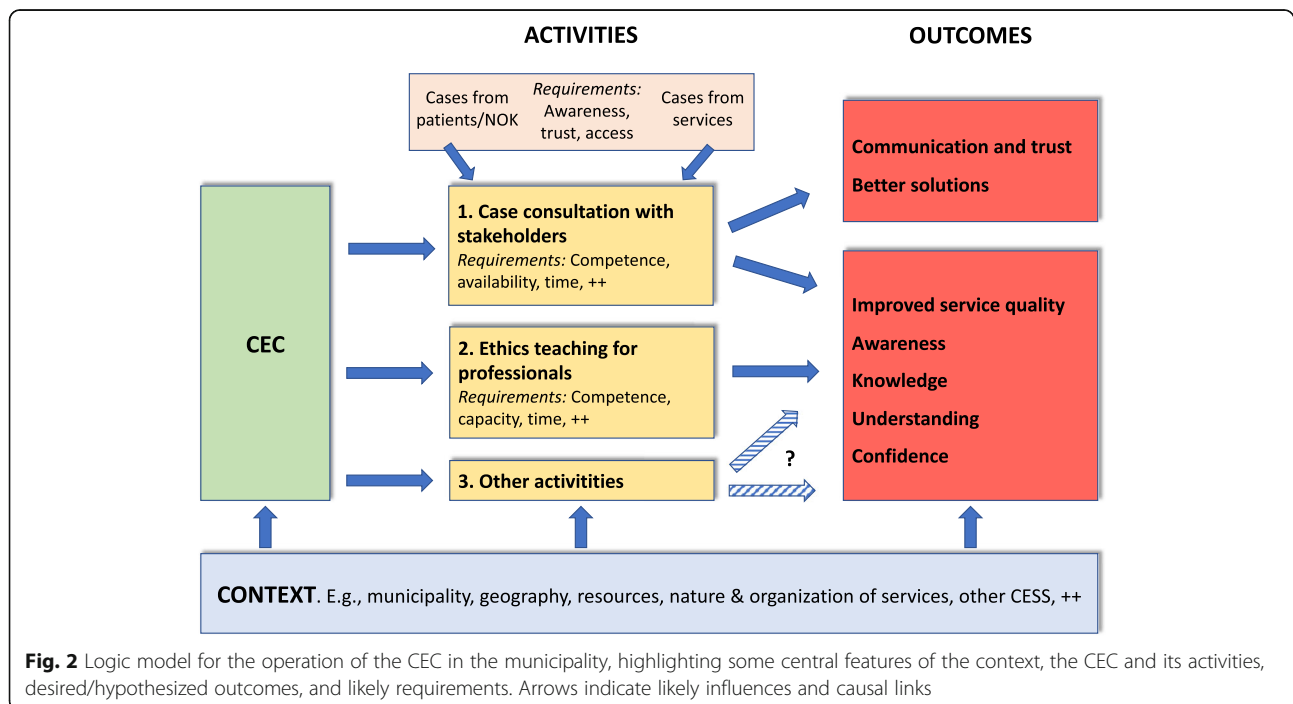 ACTIVITIES
OUTCOMES
Cases from
patients/NOK
Requirements:
Awareness,
trust, access
Cases from
services
CEC
1. Case consultation with
stakeholders
Requirements: Competence,
availability, time, ++
2. Ethics teaching for
professionals
Requirements: Competence,
capacity, time, ++
3. Other activitities
?
Communication and trust
Better solutions
Improved service quality
Awareness
Knowledge
Understanding
Confidence
CONTEXT. E.g., municipality, geography, resources, nature & organization of services, other CESS, ++
Fig. 2 Logic model for the operation of the CEC in the municipality, highlighting some central features of the context, the CEC and its activities,
desired/hypothesized outcomes, and likely requirements. Arrows indicate likely influences and causal links